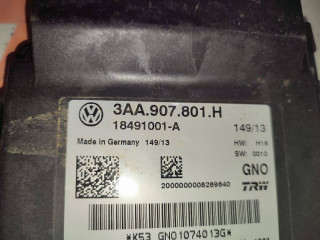 3AA.907.801.H
18491001-A
149/13
Made in Germany 149/13
HW: H19
SW: 0010
GNO
2000000008289840
TRW
*K53 GNO1074013G*